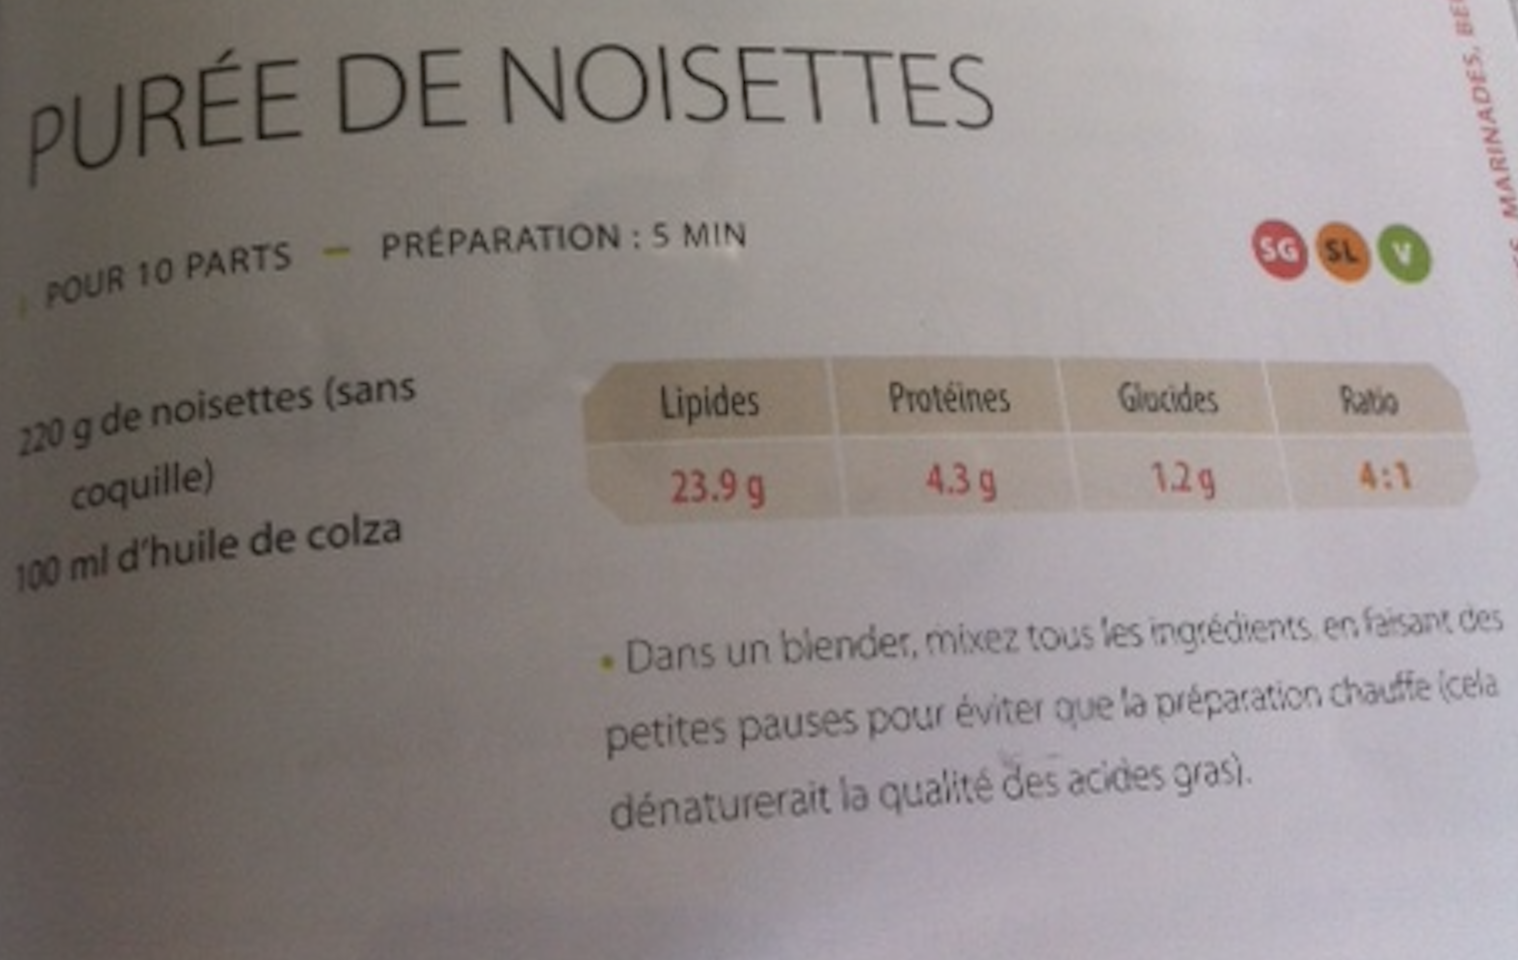 PURÉE DE NOISETTES
POUR 10 PARTS — PRÉPARATION : 5 MIN
SG SL V
220 g de noisettes (sans
coquille)
100 ml d'huile de colza
Lipides Protéines Glucides Ratio
23.9 g 4.3 g 1.2 g 4:1
• Dans un blender, mixez tous les ingrédients, en faisant des
petites pauses pour éviter que la préparation chauffe (cela
dénaturerait la qualité des acides gras).
MARINADES,